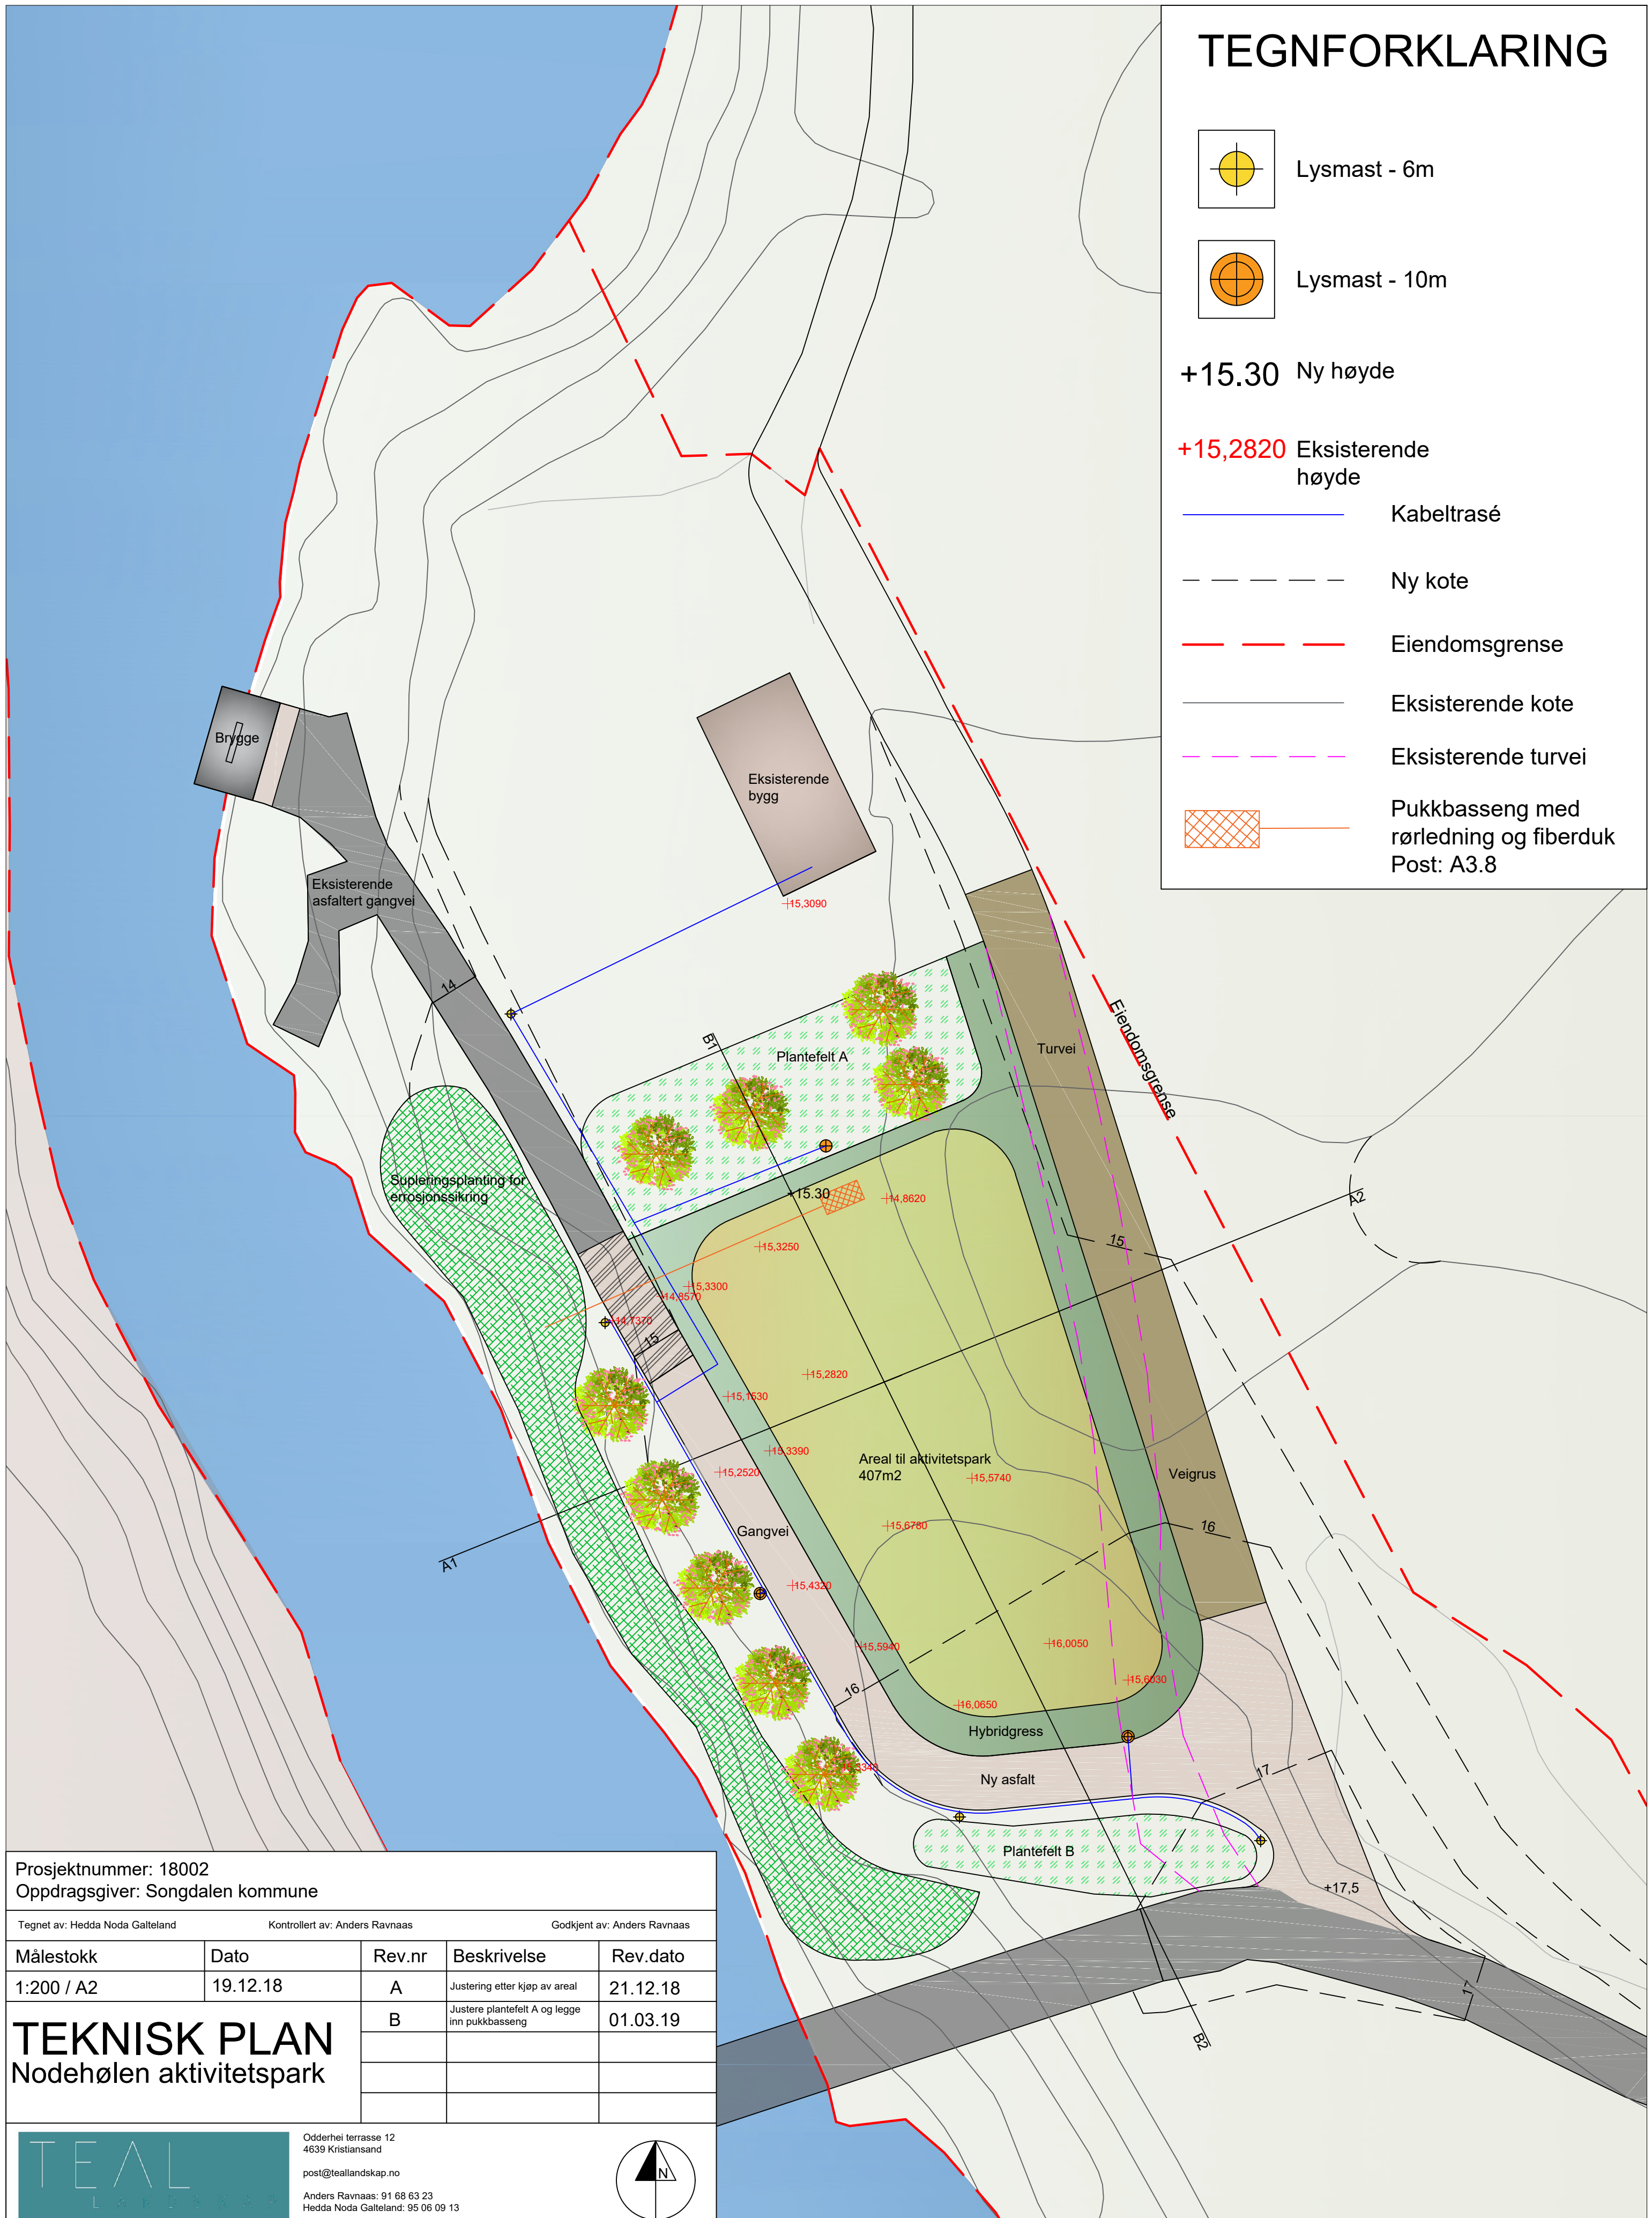 TEGNFORKLARING
Lysmast - 6m
Lysmast - 10m
+15.30 Ny høyde
+15,2820 Eksisterende
høyde
Kabeltrasé
Ny kote
Eiendomsgrense
Eksisterende kote
Eksisterende turvei
Pukkbasseng med
rørledning og fiberduk
Post: A3.8
Brygge
Eksisterende
bygg
Eksisterende
asfaltert gangvei
15,3090
14
Eiendomsgrense
B1
Plantefelt A
Turvei
Supleringsplanting for
errosjonssikring
+15.30
14,8620
A2
15,3250
15
15,3300
14,8570
14,7370
15
15,2820
15,1530
15,3390
Areal til aktivitetspark
407m2
15,2520
15,5740
Veigrus
15,6780
16
Gangvei
A1
15,4320
15,5940
16,0050
15,6030
16
16,0650
Hybridgress
17
Ny asfalt
Plantefelt B
+17,5
17
B2
Prosjektnummer: 18002
Oppdragsgiver: Songdalen kommune
Tegnet av: Hedda Noda Galteland Kontrollert av: Anders Ravnaas Godkjent av: Anders Ravnaas
Målestokk Dato Rev.nr Beskrivelse Rev.dato
1:200 / A2 19.12.18 A Justering etter kjøp av areal 21.12.18
B Justere plantefelt A og legge
inn pukkbasseng 01.03.19
TEKNISK PLAN
Nodehølen aktivitetspark
TEAL
Odderhei terrasse 12
4639 Kristiansand
post@teallandskap.no
Anders Ravnaas: 91 68 63 23
Hedda Noda Galteland: 95 06 09 13
N